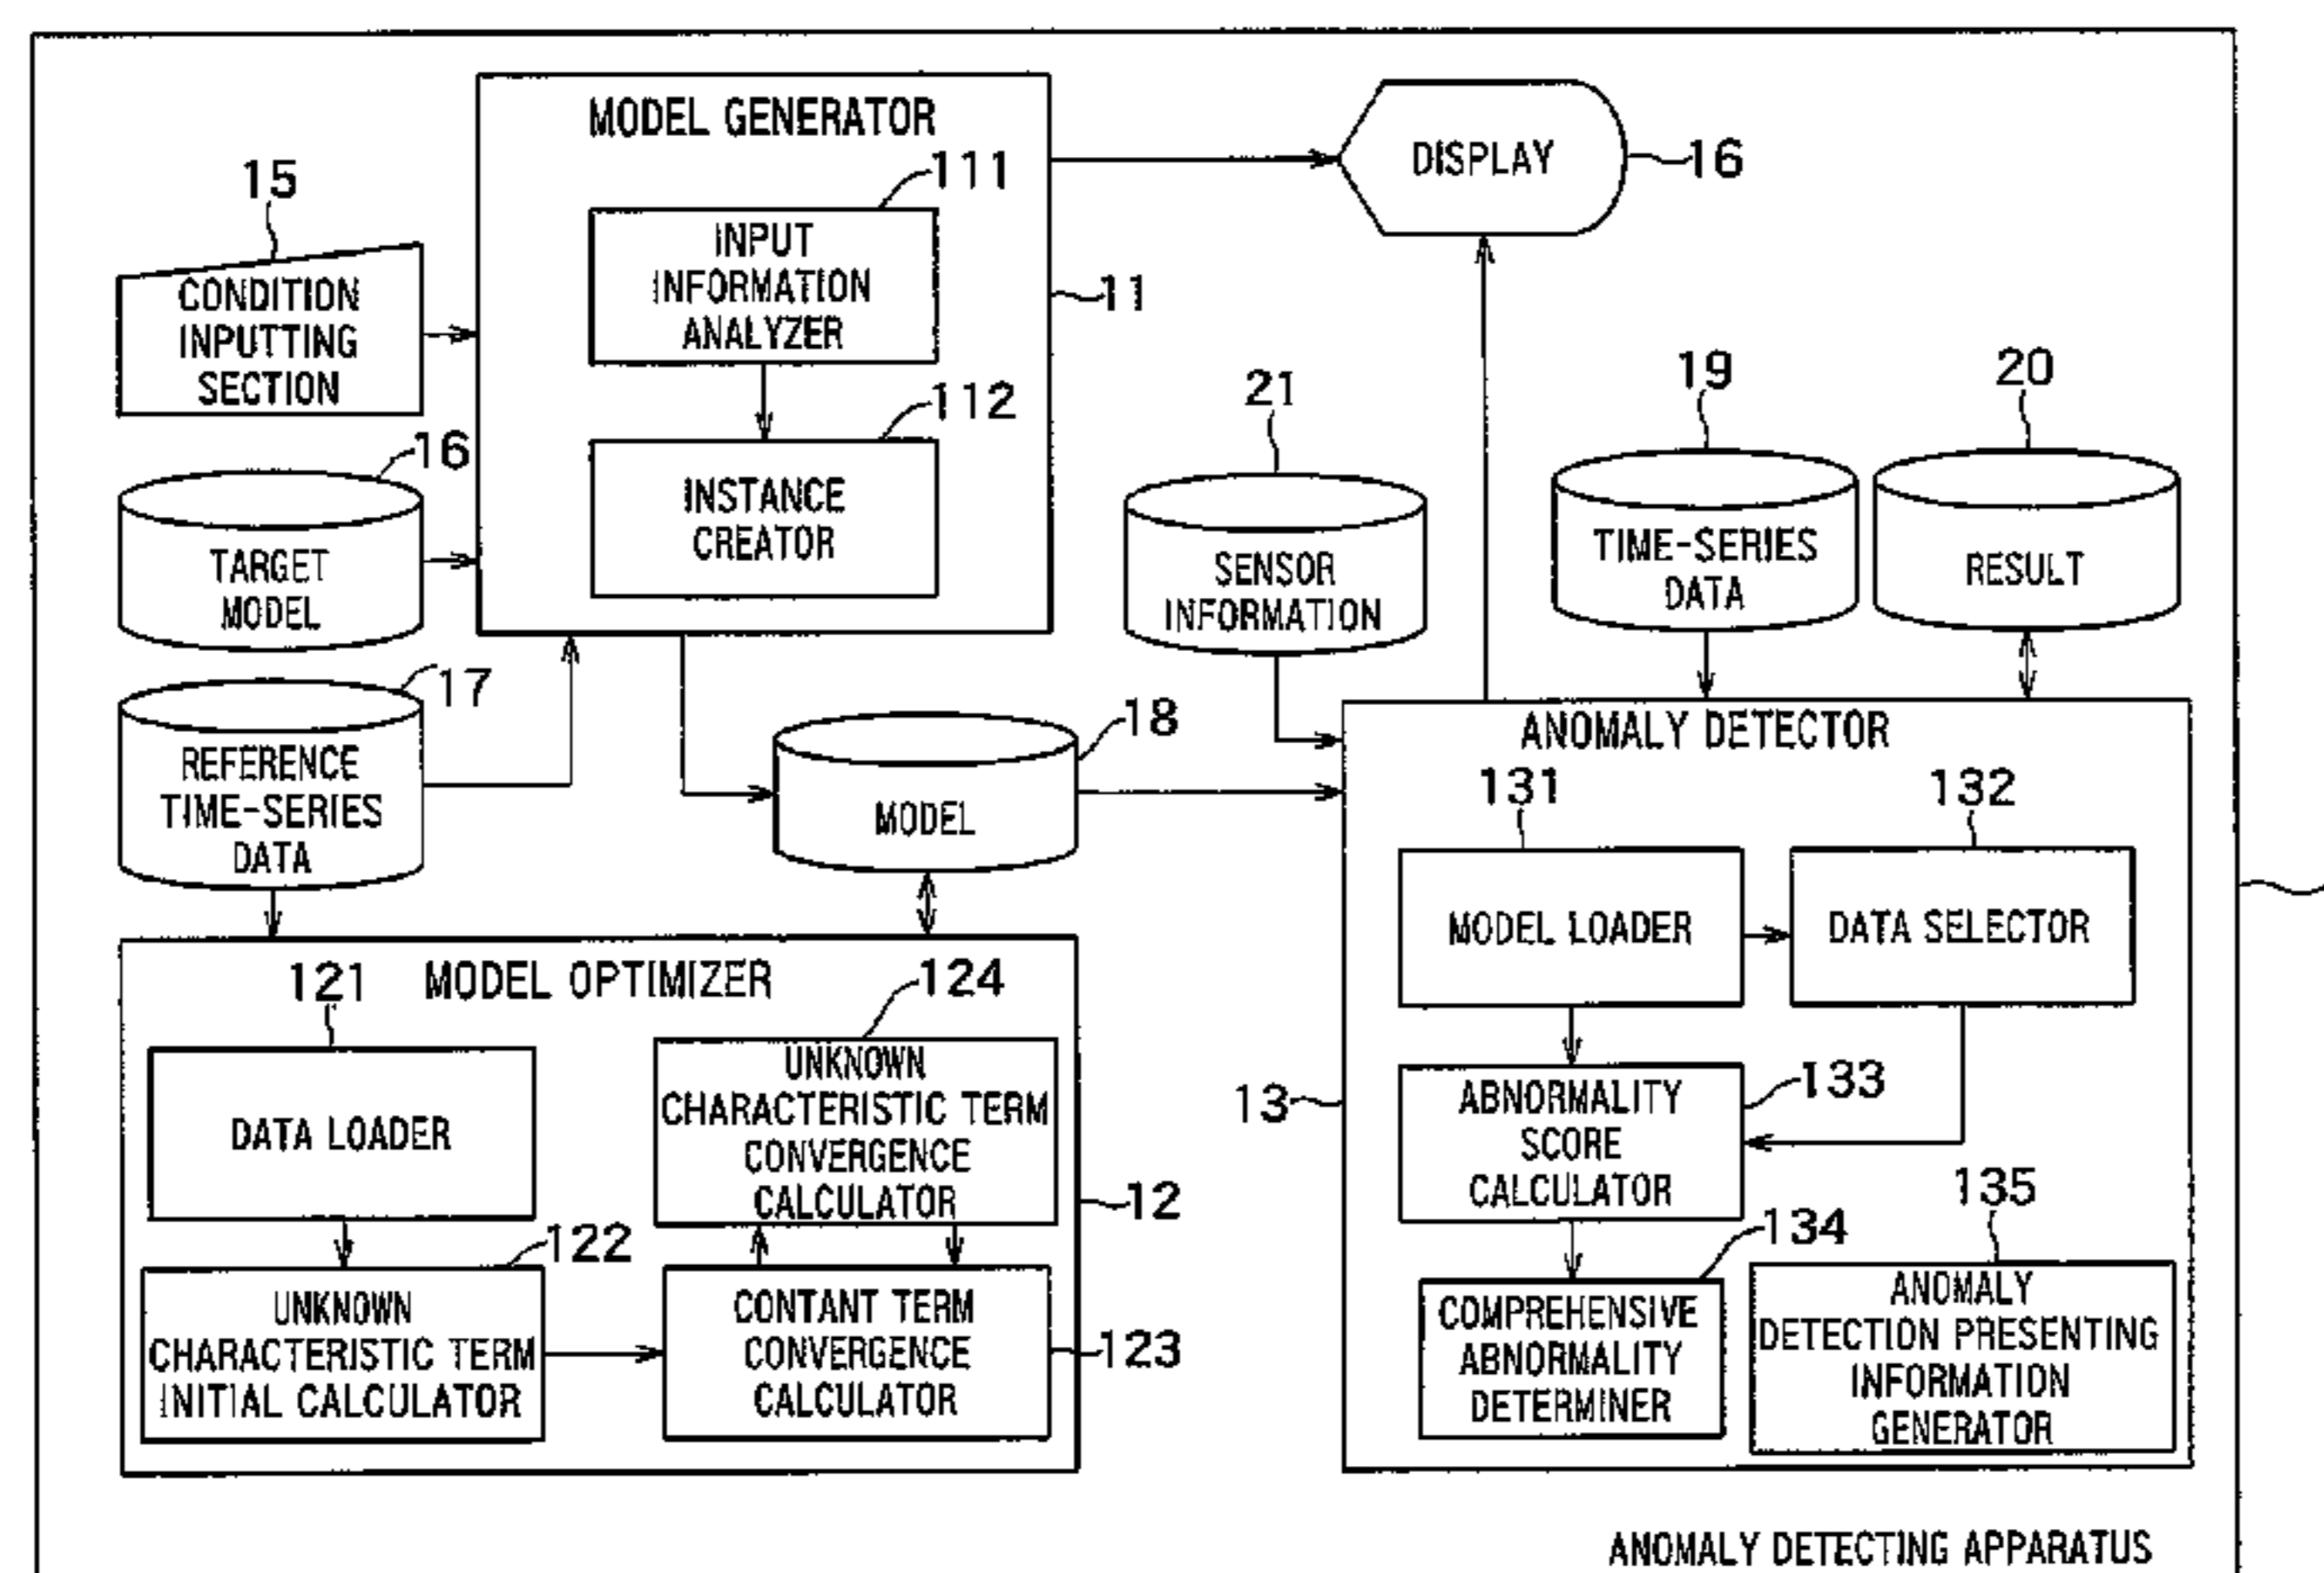 MODEL GENERATOR
111
INPUT
INFORMATION
ANALYZER
112
INSTANCE
CREATOR
11
DISPLAY
16
15
CONDITION
INPUTTING
SECTION
16
TARGET
MODEL
17
REFERENCE
TIME-SERIES
DATA
21
SENSOR
INFORMATION
19
TIME-SERIES
DATA
20
RESULT
18
MODEL
MODEL OPTIMIZER
121
DATA LOADER
122
UNKNOWN
CHARACTERISTIC TERM
INITIAL CALCULATOR
124
UNKNOWN
CHARACTERISTIC TERM
CONVERGENCE
CALCULATOR
12
CONTANT TERM
CONVERGENCE
CALCULATOR
123
ANOMALY DETECTOR
131
MODEL LOADER
132
DATA SELECTOR
13
ABNORMALITY
SCORE
CALCULATOR
133
134
COMPREHENSIVE
ABNORMALITY
DETERMINER
135
ANOMALY
DETECTION PRESENTING
INFORMATION
GENERATOR
ANOMALY DETECTING APPARATUS